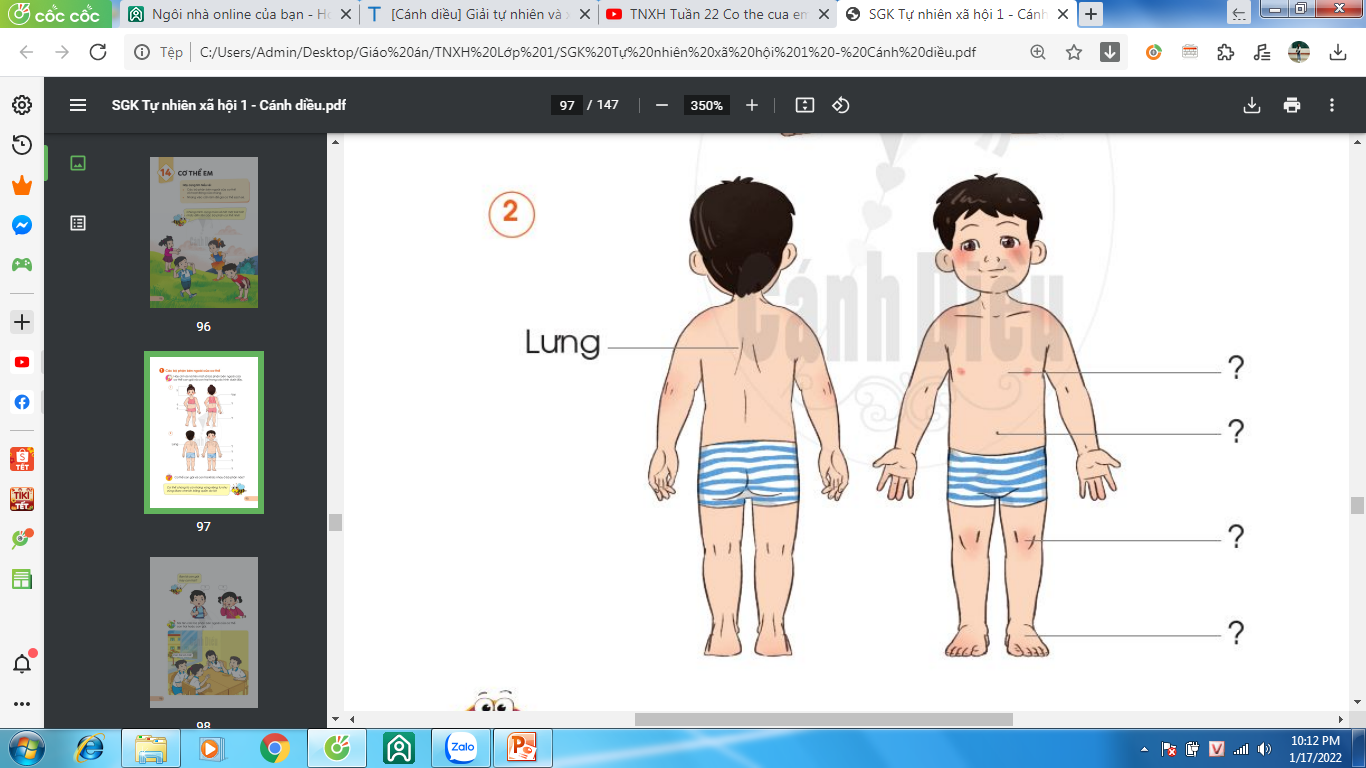 cốc cốc
Ngôi nhà online của bạn - Ho
[Cánh diều] Giải tự nhiên và x
TNXH Tuần 22 Co the cua em
SGK Tự nhiên xã hội 1 - Cánh
Tệp
C:/Users/Admin/Desktop/Giáo%20án/TNXH%20Lớp%201/SGK%20Tự%20nhiên%20xã%20hội%201%20-%20Cánh%20diều.pdf
SGK Tự nhiên xã hội 1 - Cánh diều.pdf
97 / 147
350%
14 CƠ THỂ EM
96
97
98
2
Cánh Diều
Lưng
?
?
?
?
TẾT
TIKI
TẾT
Zalo
V
10:12 PM
1/17/2022